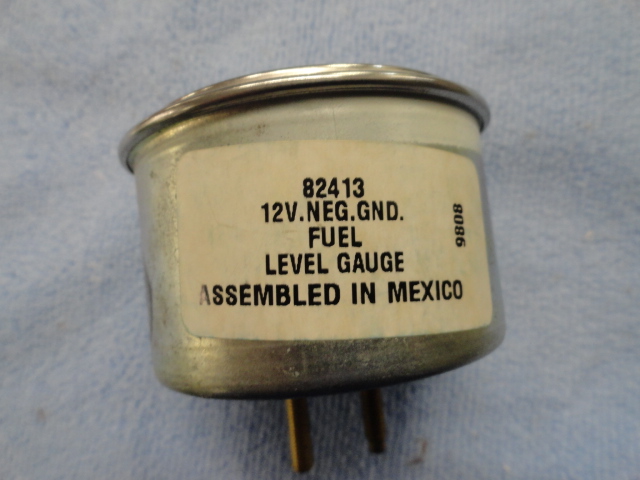 82413
12V.NEG.GND.
FUEL
LEVEL GAUGE
ASSEMBLED IN MEXICO
9808